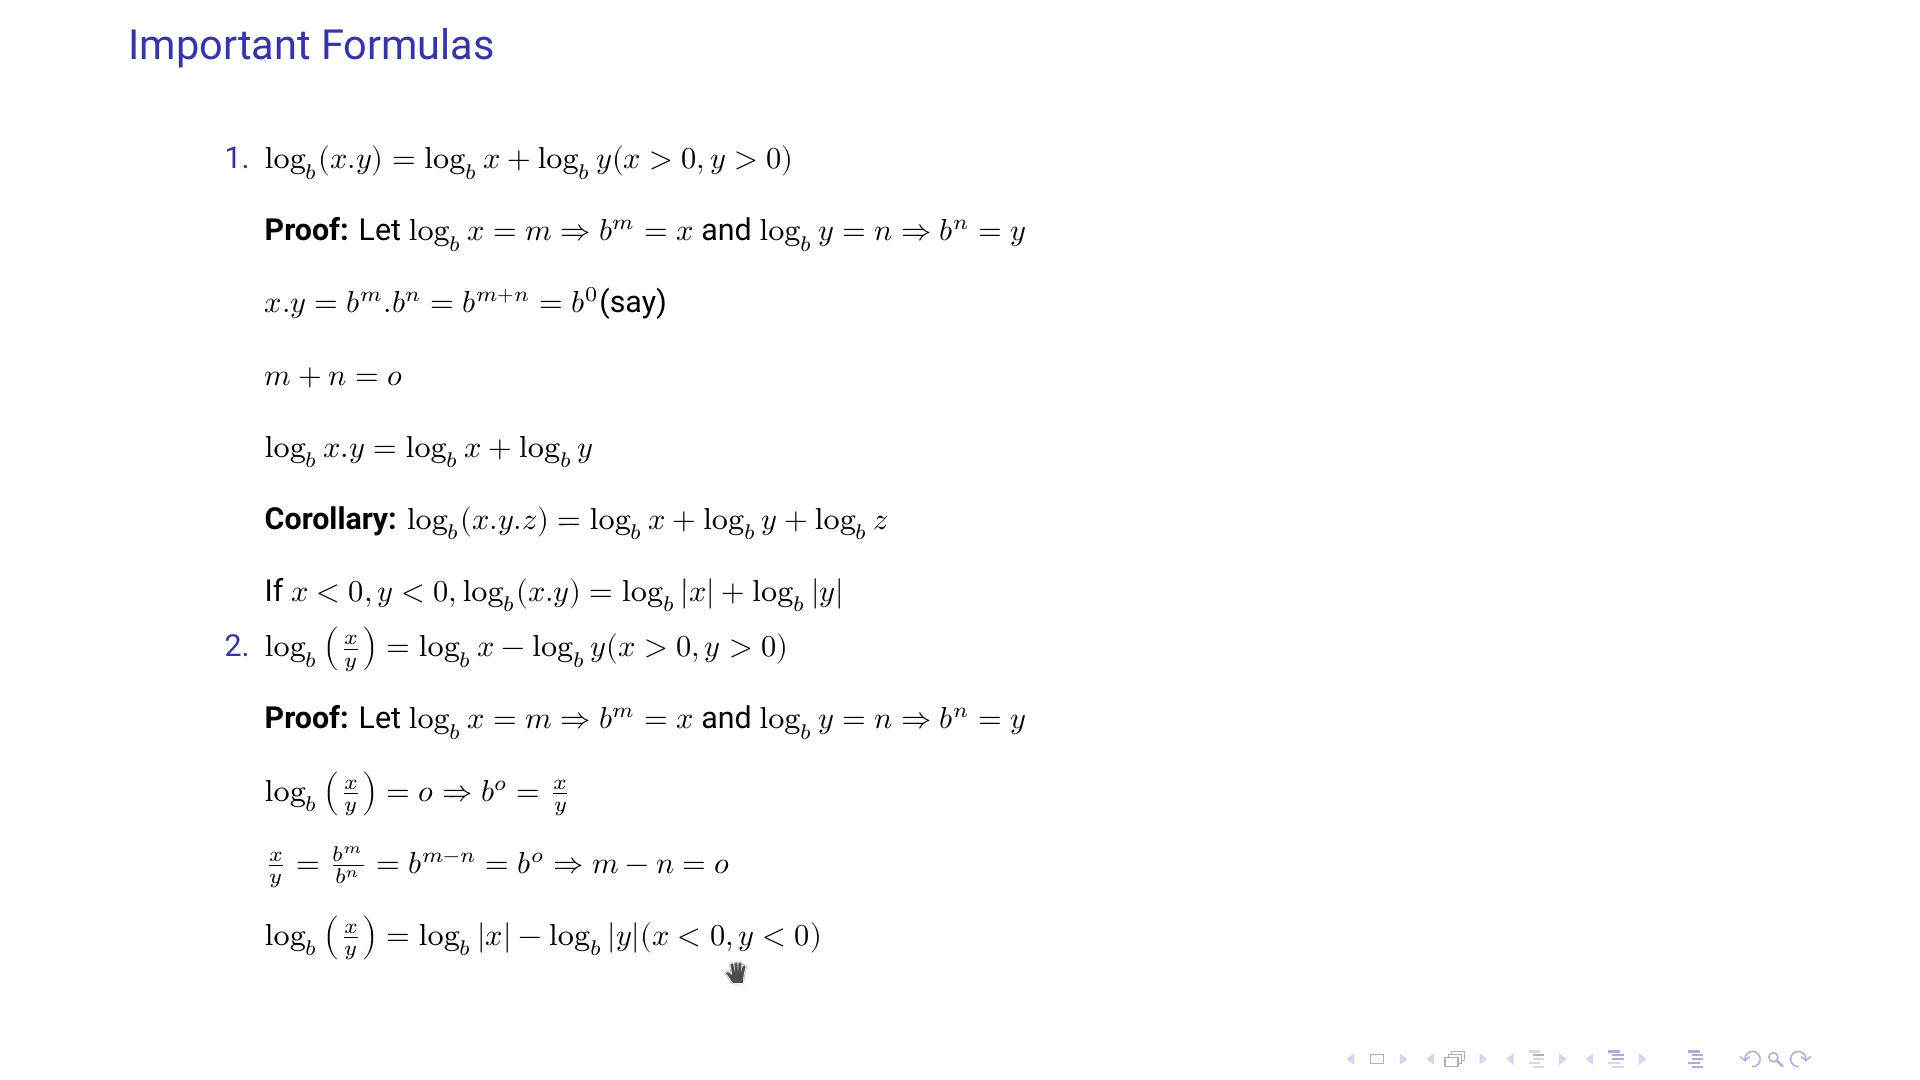 Important Formulas
1. log_b(x.y) = log_b x + log_b y(x > 0, y > 0)
Proof: Let log_b x = m ⇒ b^m = x and log_b y = n ⇒ b^n = y
x.y = b^m.b^n = b^{m+n} = b^0(say)
m + n = o
log_b x.y = log_b x + log_b y
Corollary: log_b(x.y.z) = log_b x + log_b y + log_b z
If x < 0, y < 0, log_b(x.y) = log_b |x| + log_b |y|
2. log_b (x/y) = log_b x − log_b y(x > 0, y > 0)
Proof: Let log_b x = m ⇒ b^m = x and log_b y = n ⇒ b^n = y
log_b (x/y) = o ⇒ b^o = x/y
x/y = b^m/b^n = b^{m−n} = b^o ⇒ m − n = o
log_b (x/y) = log_b |x| − log_b |y|(x < 0, y < 0)